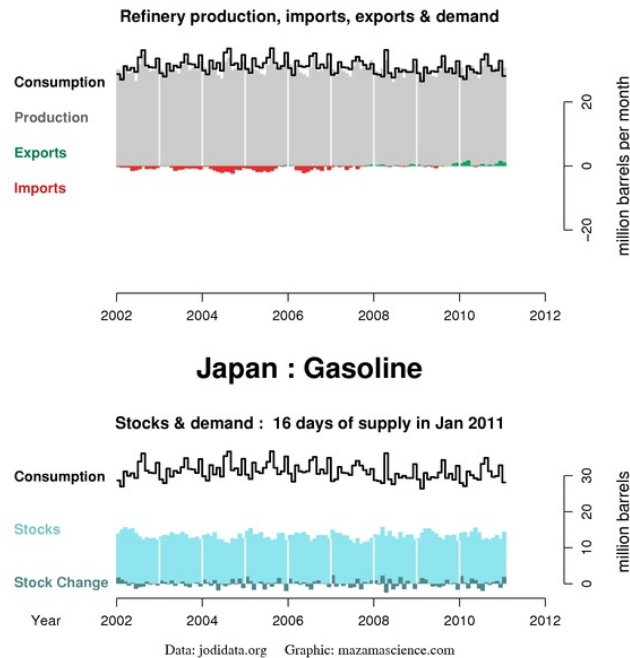 Refinery production, imports, exports & demand
Consumption
Production
Exports
Imports
20
0
−20
million barrels per month
2002 2004 2006 2008 2010 2012
Japan : Gasoline
Stocks & demand : 16 days of supply in Jan 2011
Consumption
Stocks
Stock Change
30
20
10
0
million barrels
Year 2002 2004 2006 2008 2010 2012
Data: jodidata.org Graphic: mazamascience.com